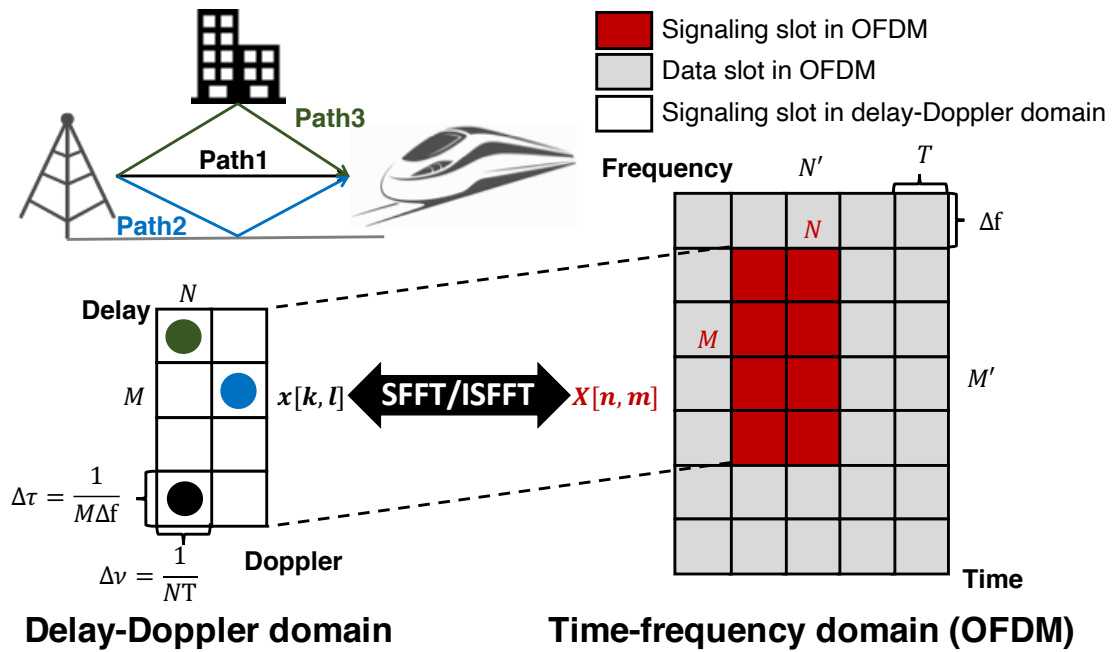 Signaling slot in OFDM
Data slot in OFDM
Signaling slot in delay-Doppler domain
Path3
Path1
Path2
Frequency
N′
T
Δf
N
M
M′
Time
Delay
N
M
x[k, l]
SFFT/ISFFT
X[n, m]
Δτ = 1/MΔf
Doppler
Δν = 1/NT
Delay-Doppler domain
Time-frequency domain (OFDM)